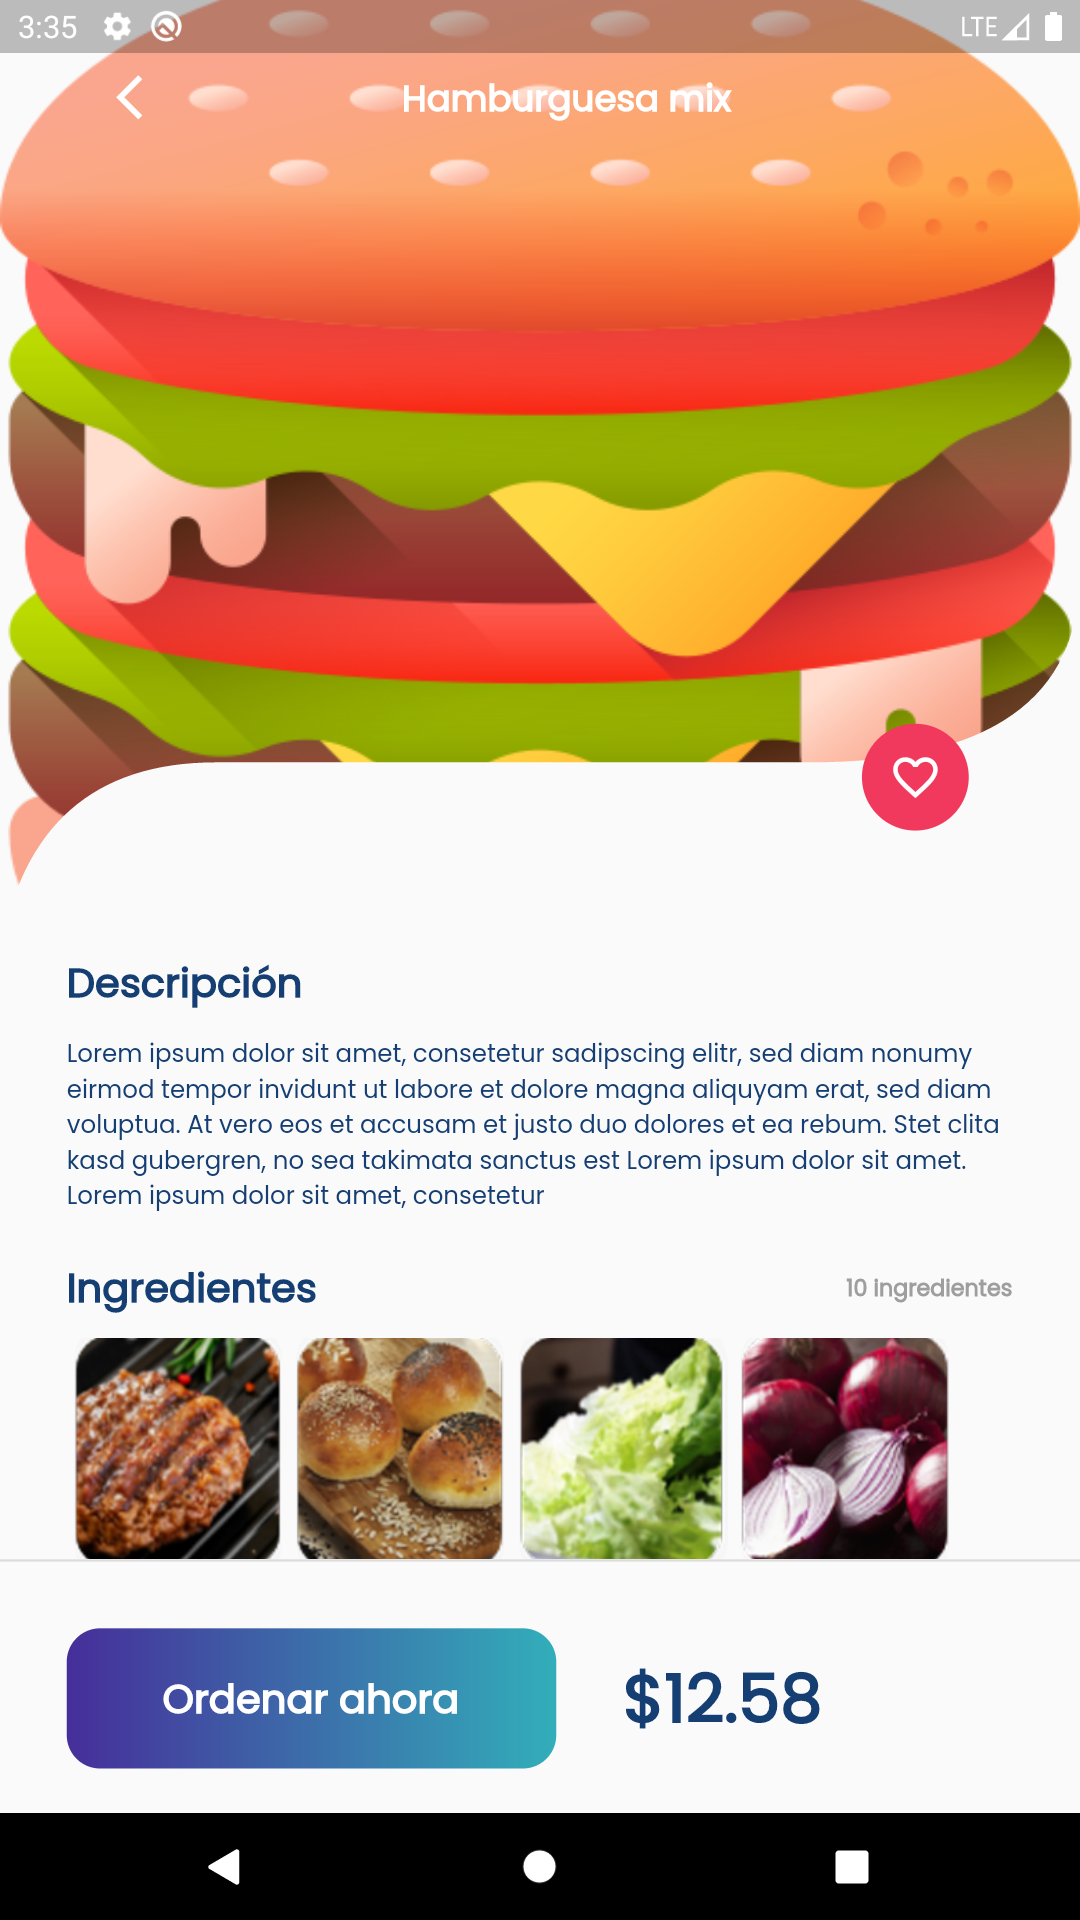 3:35
LTE
Hamburguesa mix
Descripción
Lorem ipsum dolor sit amet, consetetur sadipscing elitr, sed diam nonumy
eirmod tempor invidunt ut labore et dolore magna aliquyam erat, sed diam
voluptua. At vero eos et accusam et justo duo dolores et ea rebum. Stet clita
kasd gubergren, no sea takimata sanctus est Lorem ipsum dolor sit amet.
Lorem ipsum dolor sit amet, consetetur
Ingredientes
10 ingredientes
Ordenar ahora
$12.58